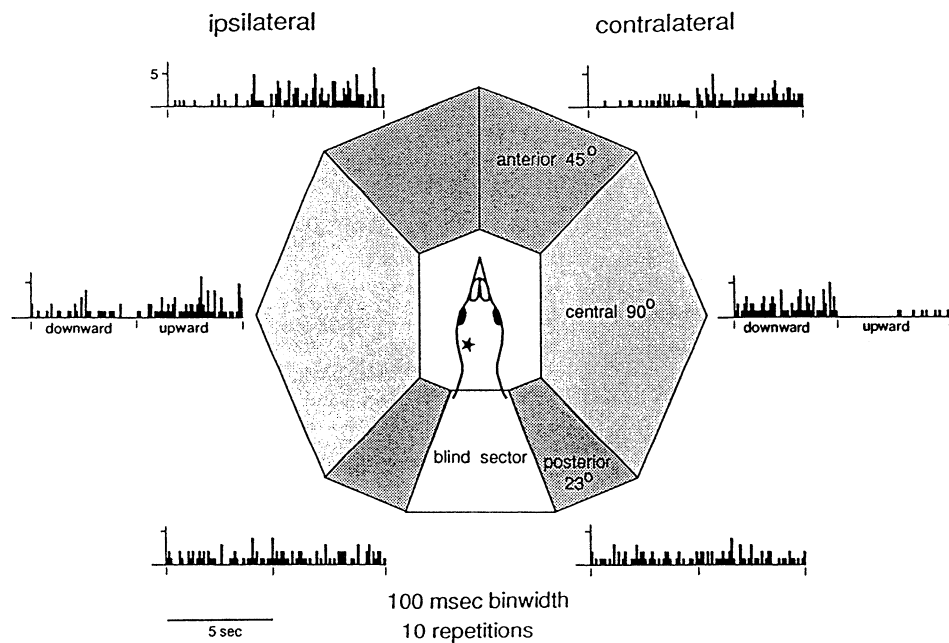 ipsilateral
contralateral
5
anterior 45°
central 90°
downward upward
downward upward
blind sector
posterior
23°
5 sec
100 msec binwidth
10 repetitions